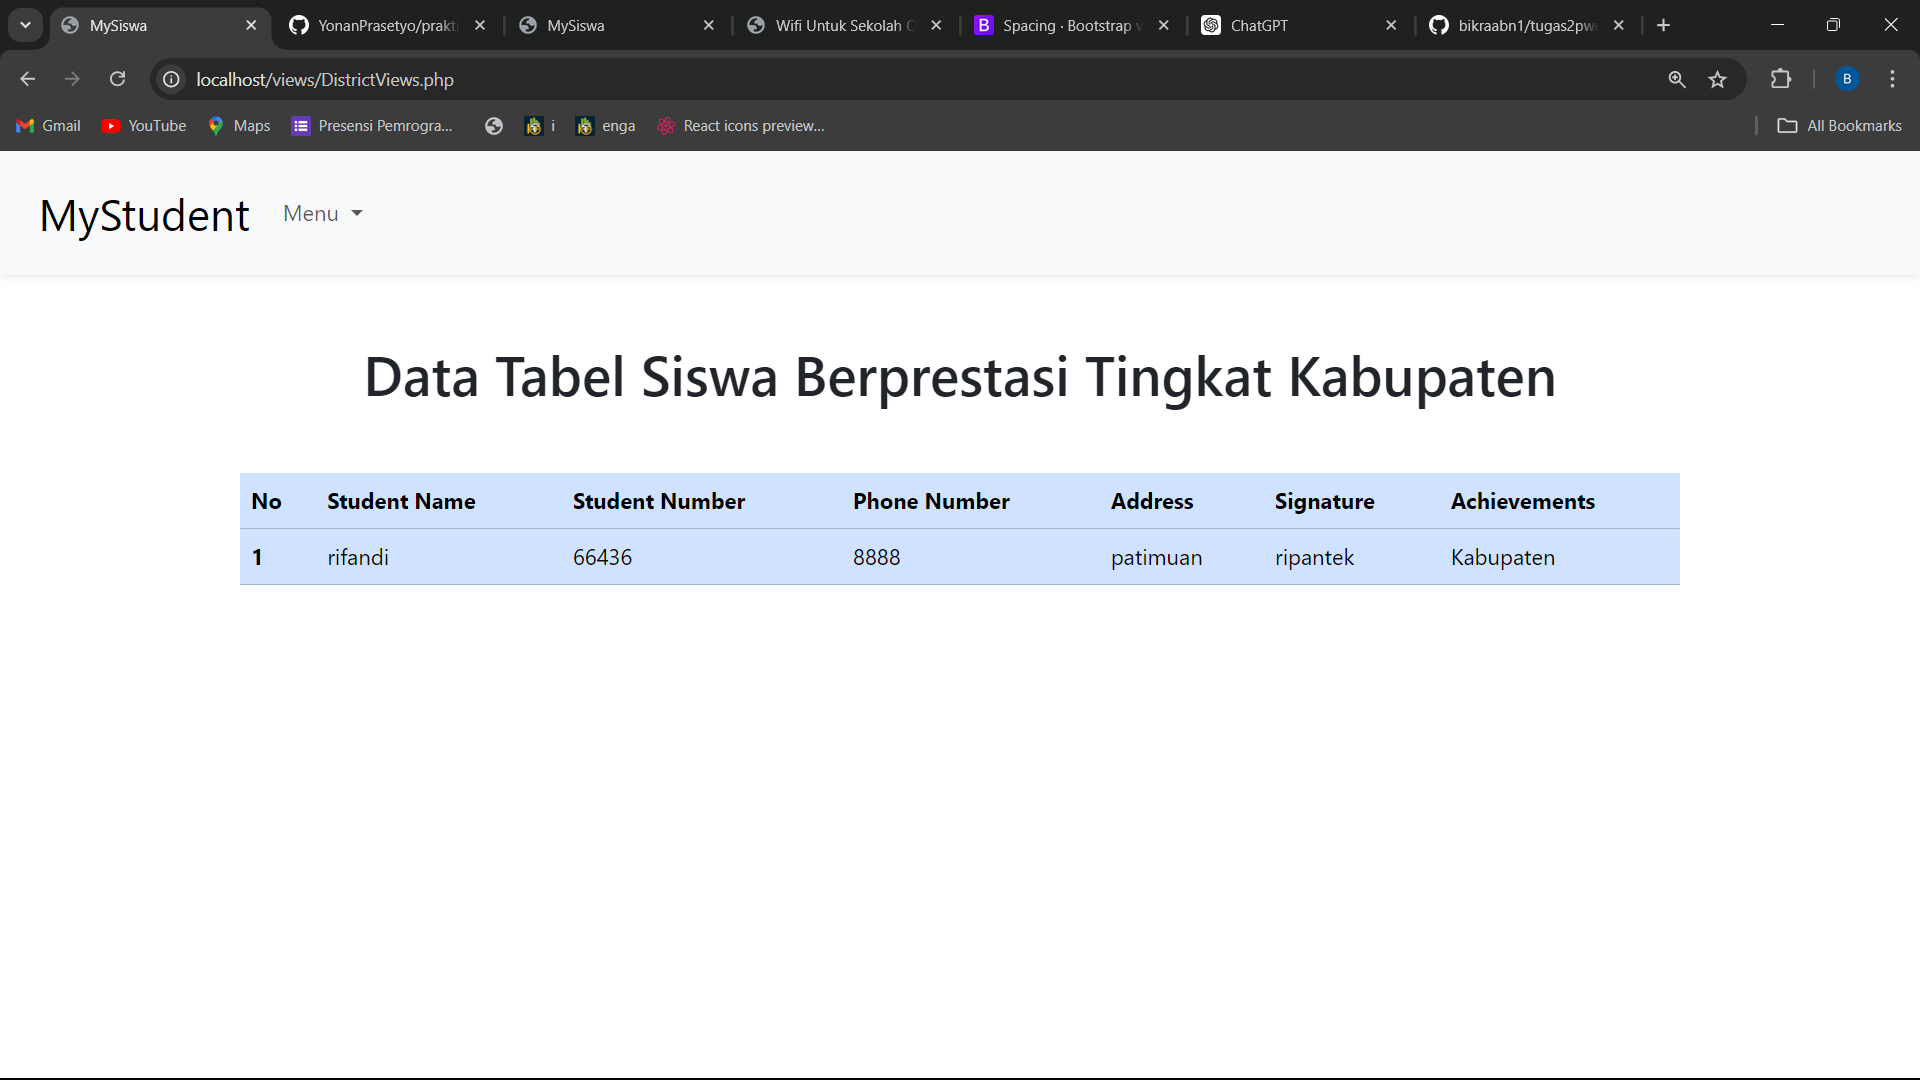 MySiswa
YonanPrasetyo/prakti
MySiswa
Wifi Untuk Sekolah
Spacing · Bootstrap v
ChatGPT
bikraabn1/tugas2pw
localhost/views/DistrictViews.php
B
Gmail
YouTube
Maps
Presensi Pemrogra...
i
enga
React icons preview...
All Bookmarks
MyStudent
Menu
Data Tabel Siswa Berprestasi Tingkat Kabupaten
No Student Name Student Number Phone Number Address Signature Achievements
1 rifandi 66436 8888 patimuan ripantek Kabupaten